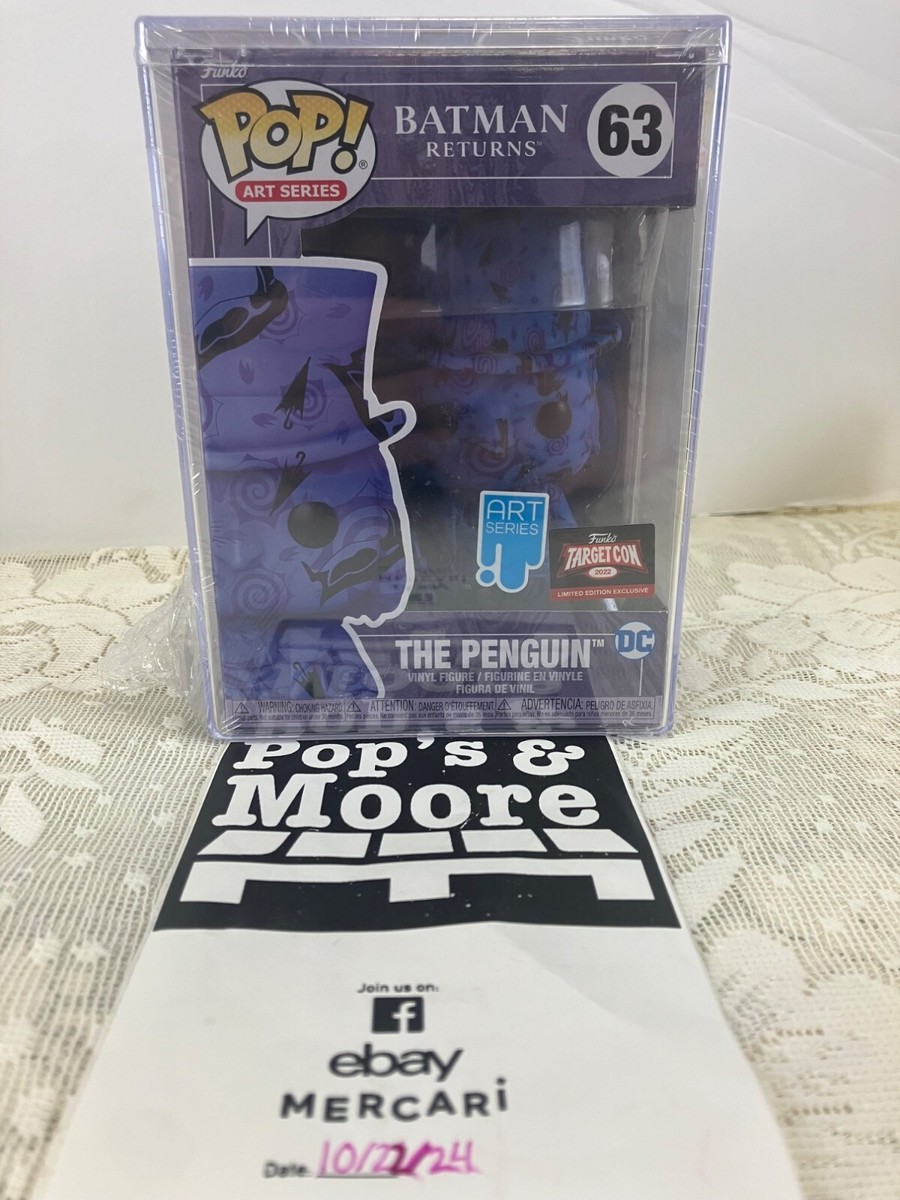 Funko
POP!®
ART SERIES
BATMAN
RETURNS™
63
ART
SERIES
Funko
TARGET CON
2022
LIMITED EDITION EXCLUSIVE
THE PENGUIN™
DC
VINYL FIGURE / FIGURINE EN VINYLE
FIGURA DE VINIL
WARNING: CHOKING HAZARD ATTENTION: DANGER D'ÉTOUFFEMENT ADVERTENCIA: PELIGRO DE ASFIXIA
Pop's &
Moore
Join us on:
f
ebay
MERCARI
Date 10/22/24